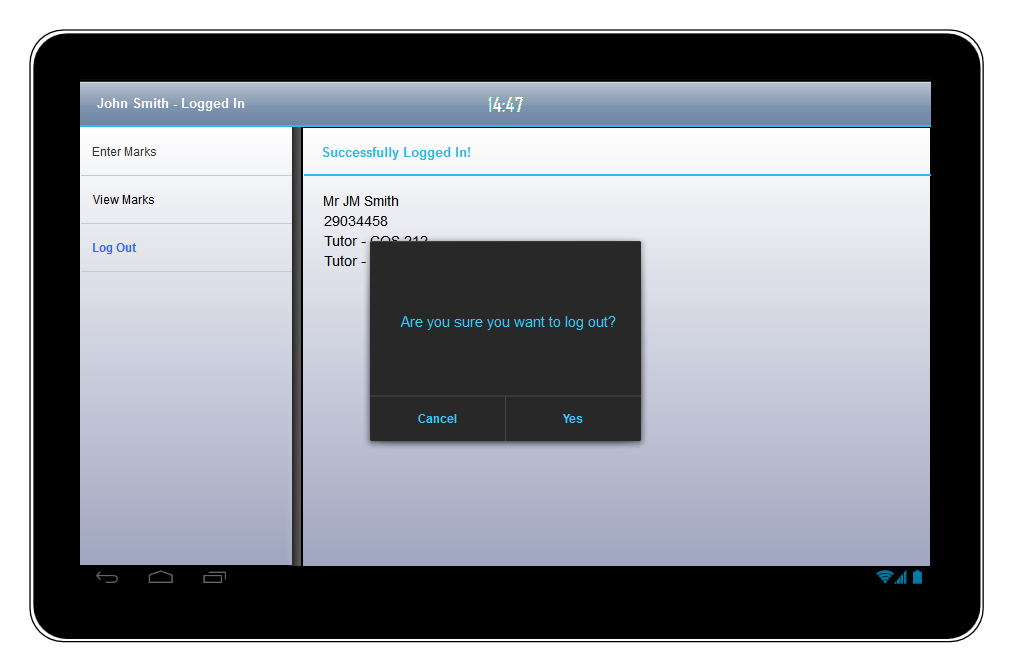 John Smith - Logged In
14:47
Enter Marks
View Marks
Log Out
Successfully Logged In!
Mr JM Smith
29034458
Tutor - COS 212
Tutor -
Are you sure you want to log out?
Cancel
Yes